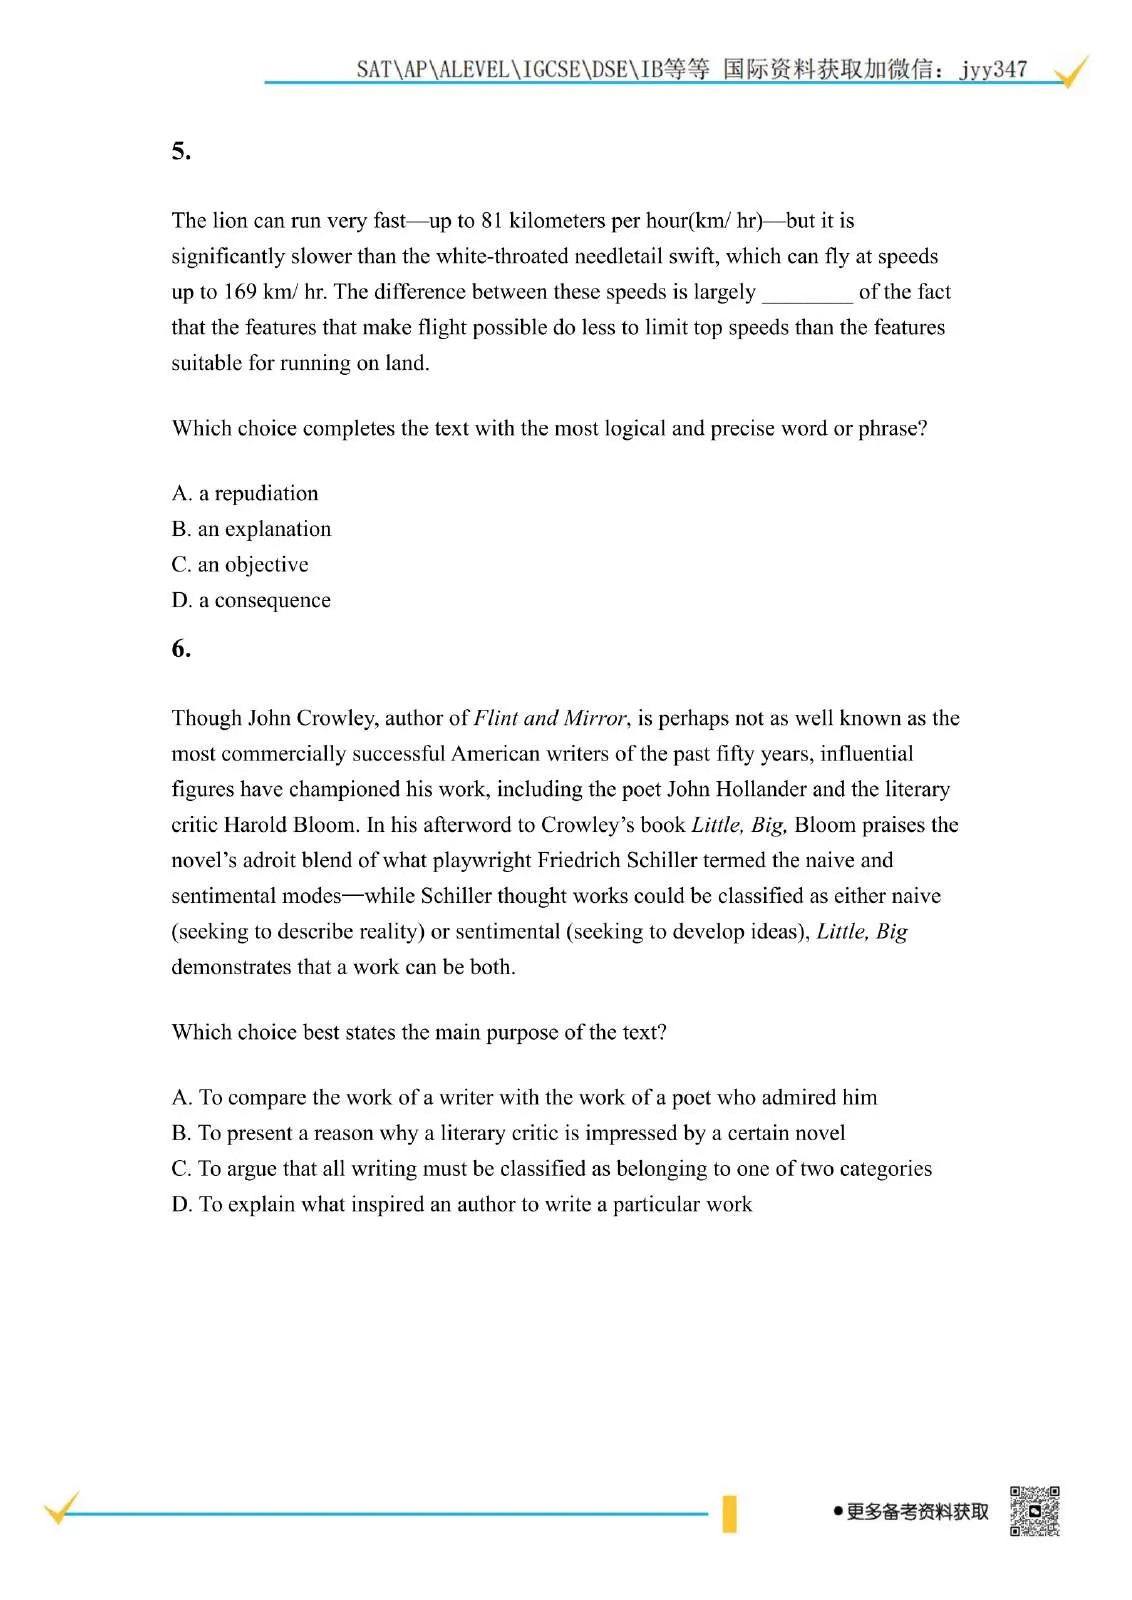 SAT\AP\ALEVEL\IGCSE\DSE\IB等等 国际资料获取加微信：jyy347
5.
The lion can run very fast—up to 81 kilometers per hour(km/ hr)—but it is
significantly slower than the white-throated needletail swift, which can fly at speeds
up to 169 km/ hr. The difference between these speeds is largely ________ of the fact
that the features that make flight possible do less to limit top speeds than the features
suitable for running on land.
Which choice completes the text with the most logical and precise word or phrase?
A. a repudiation
B. an explanation
C. an objective
D. a consequence
6.
Though John Crowley, author of Flint and Mirror, is perhaps not as well known as the
most commercially successful American writers of the past fifty years, influential
figures have championed his work, including the poet John Hollander and the literary
critic Harold Bloom. In his afterword to Crowley’s book Little, Big, Bloom praises the
novel’s adroit blend of what playwright Friedrich Schiller termed the naive and
sentimental modes—while Schiller thought works could be classified as either naive
(seeking to describe reality) or sentimental (seeking to develop ideas), Little, Big
demonstrates that a work can be both.
Which choice best states the main purpose of the text?
A. To compare the work of a writer with the work of a poet who admired him
B. To present a reason why a literary critic is impressed by a certain novel
C. To argue that all writing must be classified as belonging to one of two categories
D. To explain what inspired an author to write a particular work
●更多备考资料获取